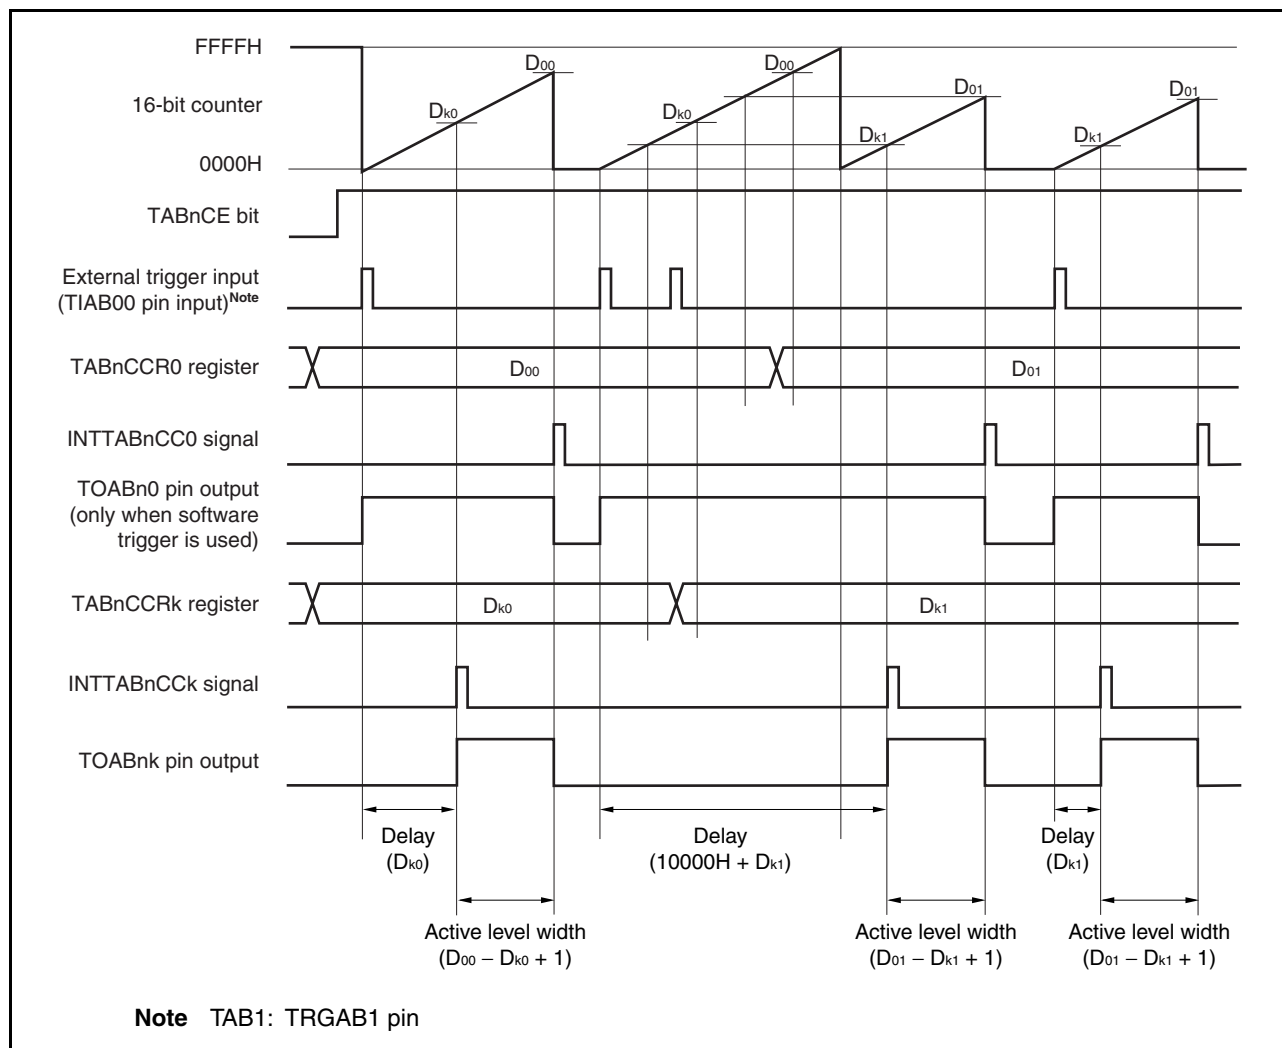 FFFFH
D00
D00
16-bit counter
Dk0
Dk0
D01
D01
Dk1
Dk1
0000H
TABnCE bit
External trigger input
(TIAB00 pin input)Note
TABnCCR0 register
D00
D01
INTTABnCC0 signal
TOABn0 pin output
(only when software
trigger is used)
TABnCCRk register
Dk0
Dk1
INTTABnCCk signal
TOABnk pin output
Delay
(Dk0)
Delay
(10000H + Dk1)
Delay
(Dk1)
Active level width
(D00 − Dk0 + 1)
Active level width
(D01 − Dk1 + 1)
Active level width
(D01 − Dk1 + 1)
Note TAB1: TRGAB1 pin